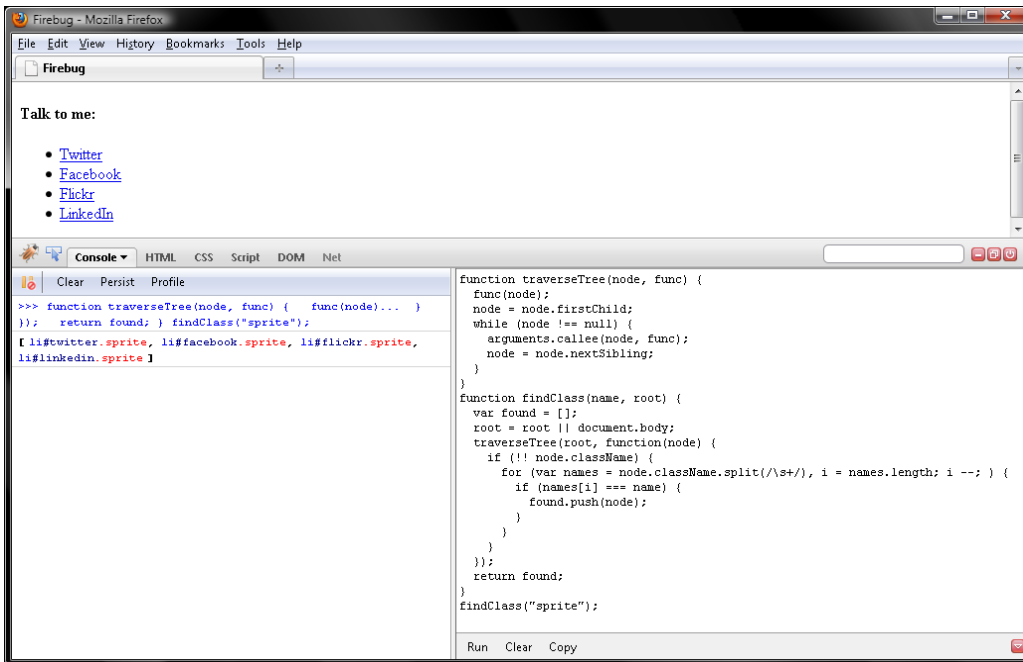 Firebug - Mozilla Firefox
File Edit View History Bookmarks Tools Help
Firebug
Talk to me:
Twitter
Facebook
Flickr
LinkedIn
Console HTML CSS Script DOM Net
Clear Persist Profile
>>> function traverseTree(node, func) { func(node)... }
}); return found; } findClass("sprite");
[ li#twitter.sprite, li#facebook.sprite, li#flickr.sprite,
li#linkedin.sprite ]
function traverseTree(node, func) {
func(node);
node = node.firstChild;
while (node !== null) {
arguments.callee(node, func);
node = node.nextSibling;
}
}
function findClass(name, root) {
var found = [];
root = root || document.body;
traverseTree(root, function(node) {
if (!! node.className) {
for (var names = node.className.split(/\s+/), i = names.length; i --; ) {
if (names[i] === name) {
found.push(node);
}
}
}
});
return found;
}
findClass("sprite");
Run Clear Copy